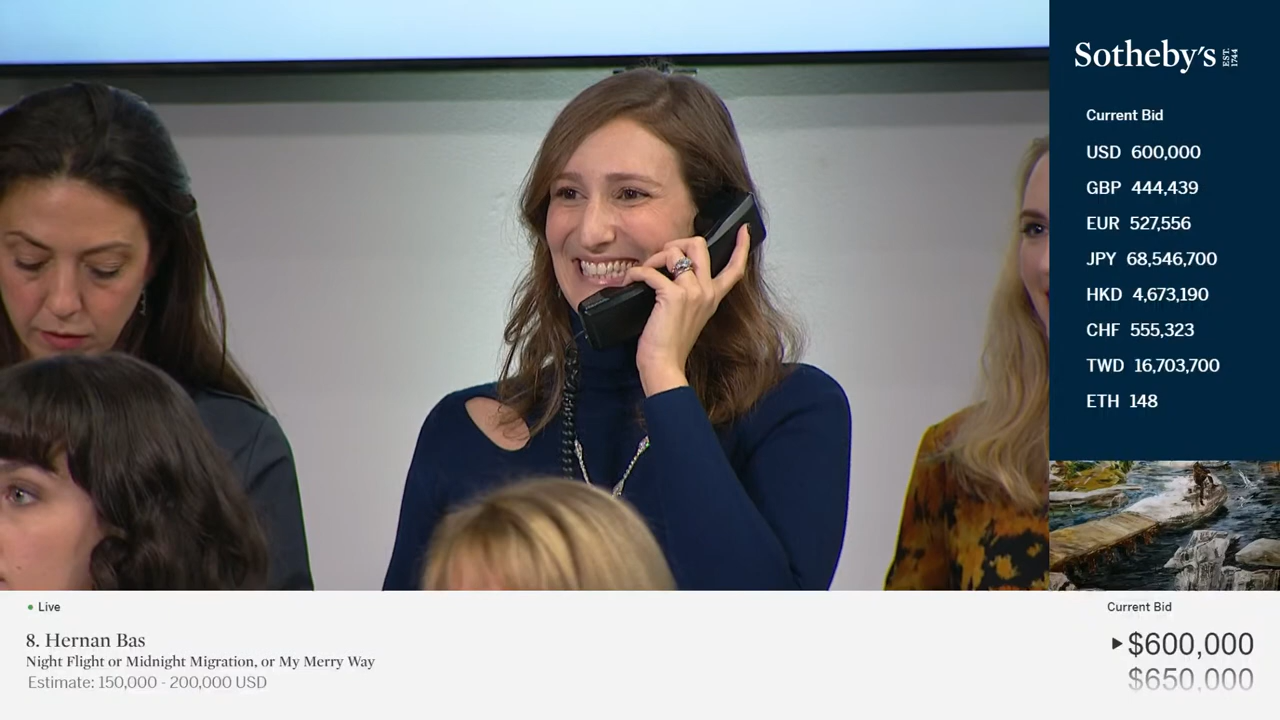 Sotheby's EST. 1744
Current Bid
USD 600,000
GBP 444,439
EUR 527,556
JPY 68,546,700
HKD 4,673,190
CHF 555,323
TWD 16,703,700
ETH 148
Live
8. Hernan Bas
Night Flight or Midnight Migration, or My Merry Way
Estimate: 150,000 - 200,000 USD
Current Bid
$600,000
$650,000